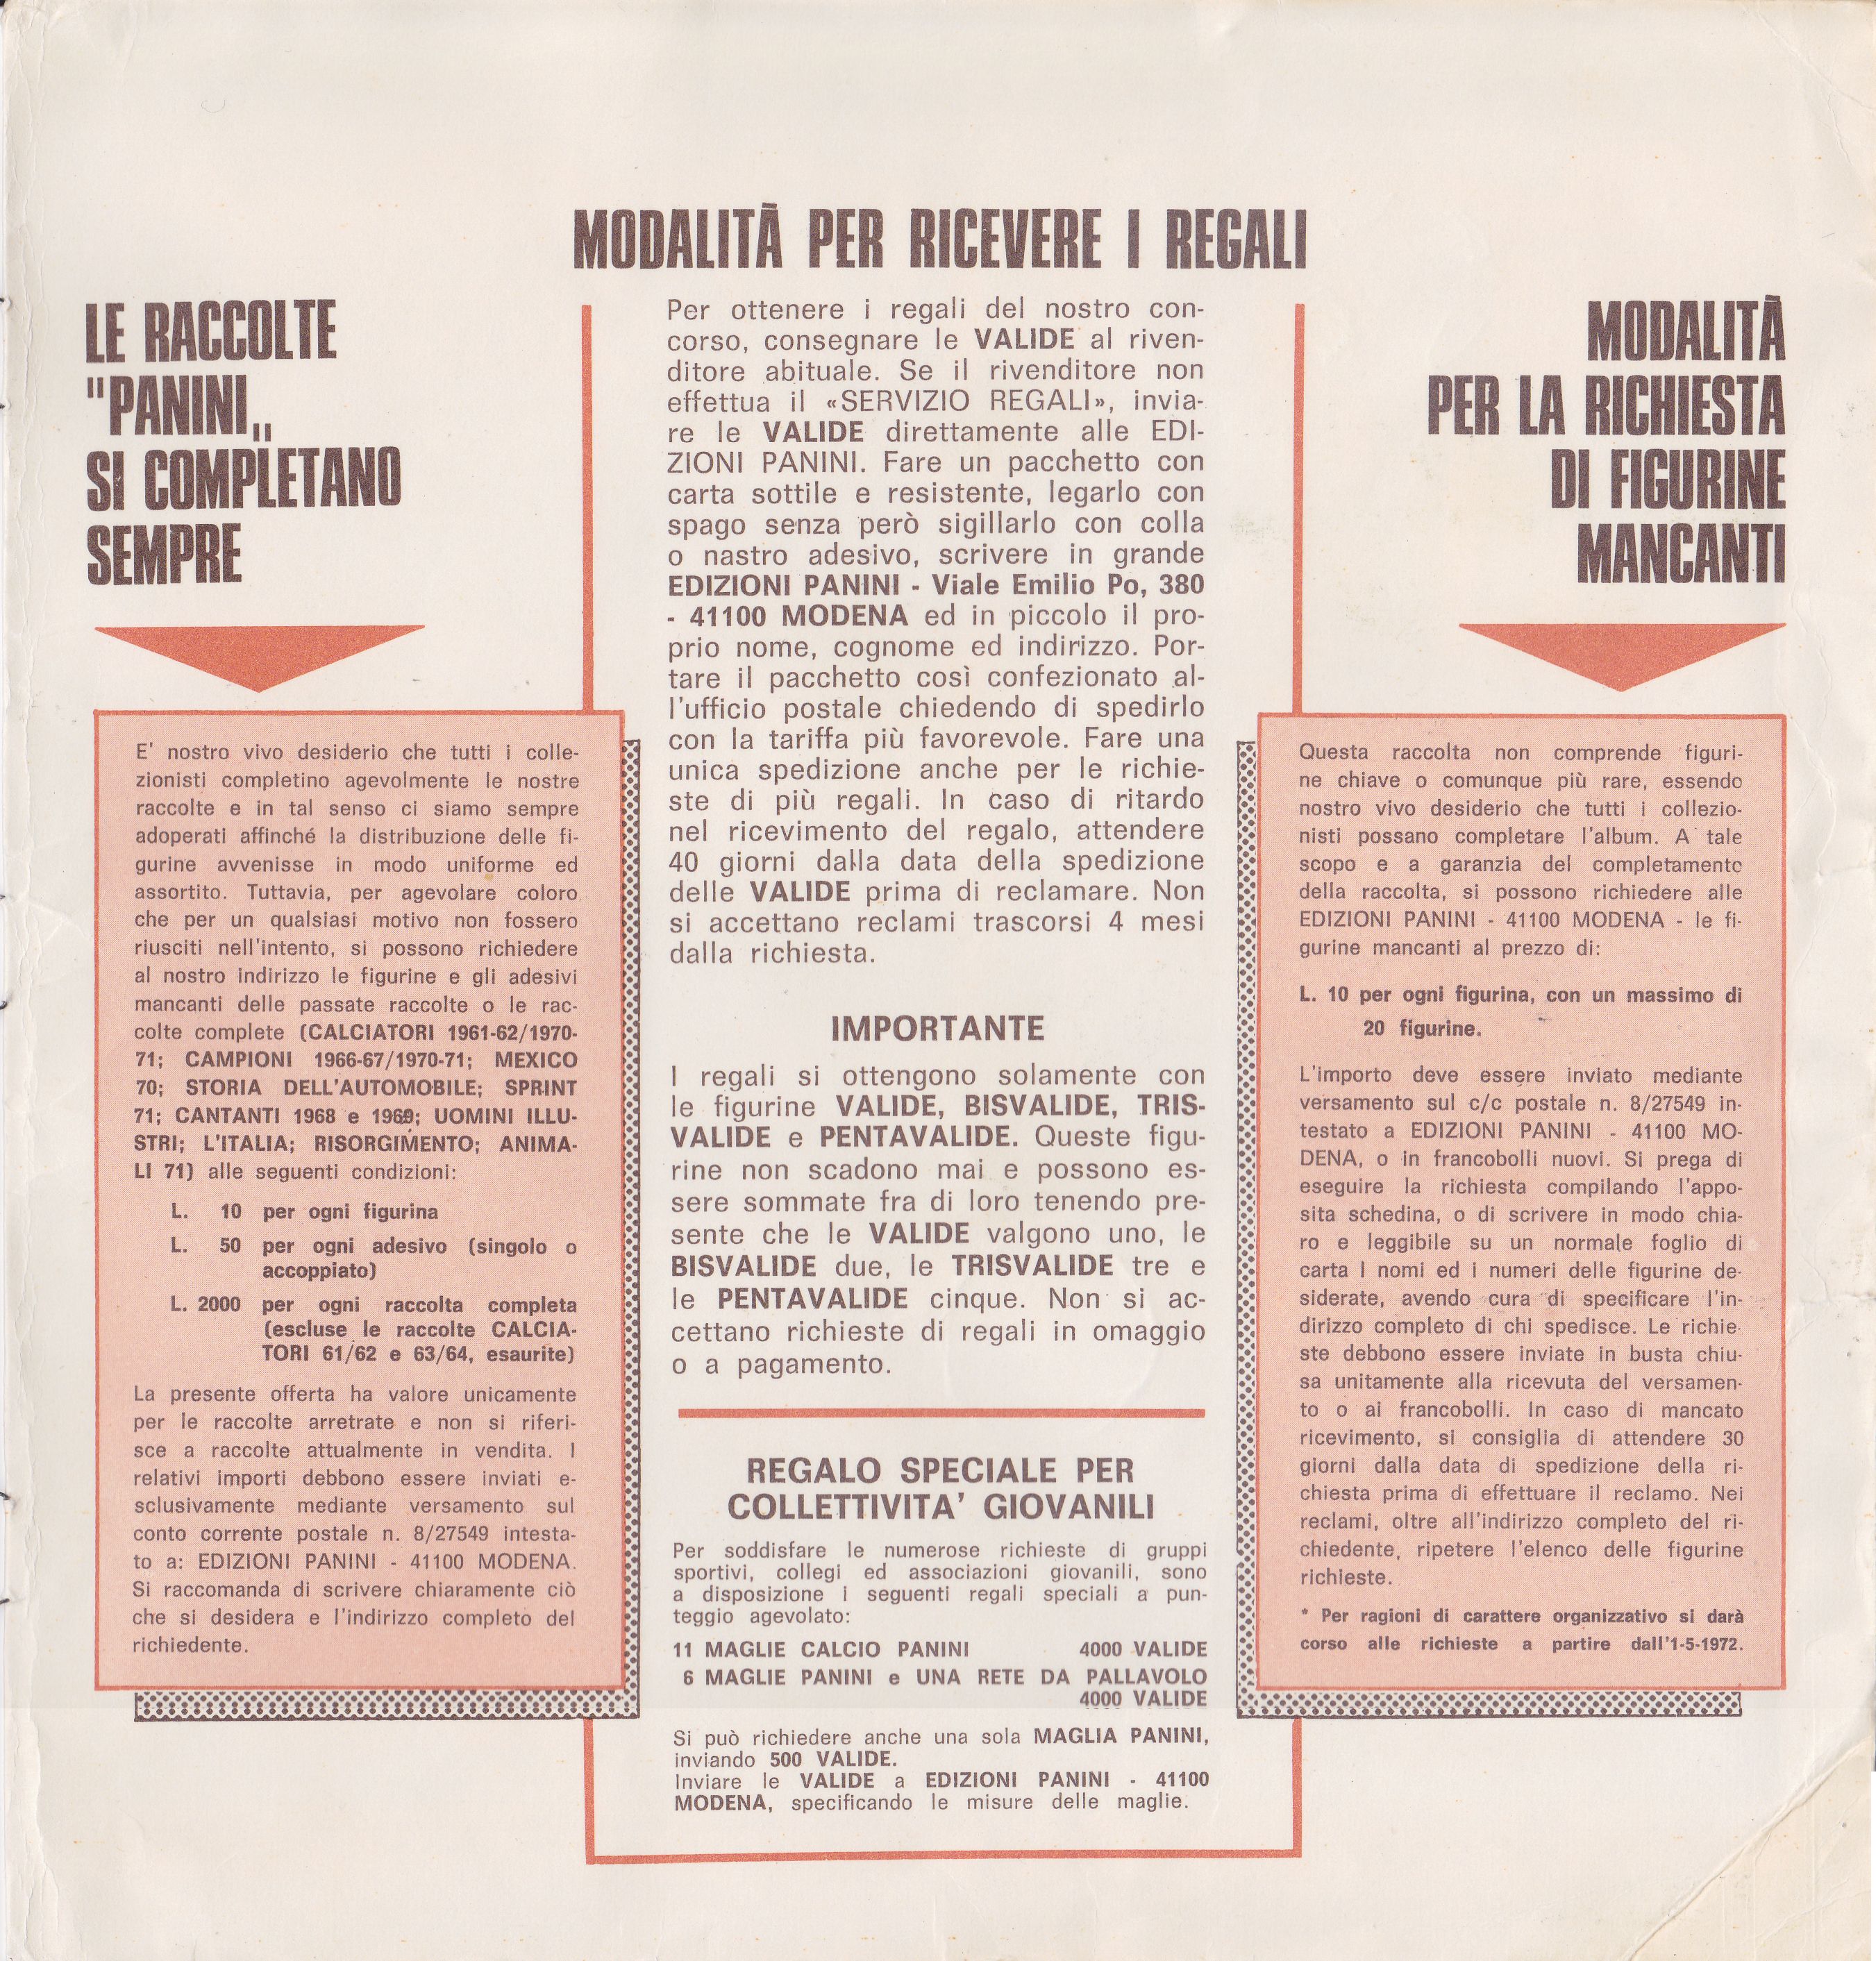 MODALITÀ PER RICEVERE I REGALI
LE RACCOLTE
"PANINI„
SI COMPLETANO
SEMPRE
E' nostro vivo desiderio che tutti i colle-
zionisti completino agevolmente le nostre
raccolte e in tal senso ci siamo sempre
adoperati affinché la distribuzione delle fi-
gurine avvenisse in modo uniforme ed
assortito. Tuttavia, per agevolare coloro
che per un qualsiasi motivo non fossero
riusciti nell'intento, si possono richiedere
al nostro indirizzo le figurine e gli adesivi
mancanti delle passate raccolte o le rac-
colte complete (CALCIATORI 1961-62/1970-
71; CAMPIONI 1966-67/1970-71; MEXICO
70; STORIA DELL'AUTOMOBILE; SPRINT
71; CANTANTI 1968 e 1969; UOMINI ILLU-
STRI; L'ITALIA; RISORGIMENTO; ANIMA-
LI 71) alle seguenti condizioni:
L. 10 per ogni figurina
L. 50 per ogni adesivo (singolo o
accoppiato)
L. 2000 per ogni raccolta completa
(escluse le raccolte CALCIA-
TORI 61/62 e 63/64, esaurite)
La presente offerta ha valore unicamente
per le raccolte arretrate e non si riferi-
sce a raccolte attualmente in vendita. I
relativi importi debbono essere inviati e-
sclusivamente mediante versamento sul
conto corrente postale n. 8/27549 intesta-
to a: EDIZIONI PANINI - 41100 MODENA.
Si raccomanda di scrivere chiaramente ciò
che si desidera e l'indirizzo completo del
richiedente.
Per ottenere i regali del nostro con-
corso, consegnare le VALIDE al riven-
ditore abituale. Se il rivenditore non
effettua il «SERVIZIO REGALI», invia-
re le VALIDE direttamente alle EDI-
ZIONI PANINI. Fare un pacchetto con
carta sottile e resistente, legarlo con
spago senza però sigillarlo con colla
o nastro adesivo, scrivere in grande
EDIZIONI PANINI - Viale Emilio Po, 380
- 41100 MODENA ed in piccolo il pro-
prio nome, cognome ed indirizzo. Por-
tare il pacchetto così confezionato al-
l'ufficio postale chiedendo di spedirlo
con la tariffa più favorevole. Fare una
unica spedizione anche per le richie-
ste di più regali. In caso di ritardo
nel ricevimento del regalo, attendere
40 giorni dalla data della spedizione
delle VALIDE prima di reclamare. Non
si accettano reclami trascorsi 4 mesi
dalla richiesta.
IMPORTANTE
I regali si ottengono solamente con
le figurine VALIDE, BISVALIDE, TRIS-
VALIDE e PENTAVALIDE. Queste figu-
rine non scadono mai e possono es-
sere sommate fra di loro tenendo pre-
sente che le VALIDE valgono uno, le
BISVALIDE due, le TRISVALIDE tre e
le PENTAVALIDE cinque. Non si ac-
cettano richieste di regali in omaggio
o a pagamento.
REGALO SPECIALE PER
COLLETTIVITA' GIOVANILI
Per soddisfare le numerose richieste di gruppi
sportivi, collegi ed associazioni giovanili, sono
a disposizione i seguenti regali speciali a pun-
teggio agevolato:
11 MAGLIE CALCIO PANINI 4000 VALIDE
6 MAGLIE PANINI e UNA RETE DA PALLAVOLO
4000 VALIDE
Si può richiedere anche una sola MAGLIA PANINI,
inviando 500 VALIDE.
Inviare le VALIDE a EDIZIONI PANINI - 41100
MODENA, specificando le misure delle maglie.
MODALITÀ
PER LA RICHIESTA
DI FIGURINE
MANCANTI
Questa raccolta non comprende figuri-
ne chiave o comunque più rare, essendo
nostro vivo desiderio che tutti i collezio-
nisti possano completare l'album. A tale
scopo e a garanzia del completamento
della raccolta, si possono richiedere alle
EDIZIONI PANINI - 41100 MODENA - le fi-
gurine mancanti al prezzo di:
L. 10 per ogni figurina, con un massimo di
20 figurine.
L'importo deve essere inviato mediante
versamento sul c/c postale n. 8/27549 in-
testato a EDIZIONI PANINI - 41100 MO-
DENA, o in francobolli nuovi. Si prega di
eseguire la richiesta compilando l'appo-
sita schedina, o di scrivere in modo chia-
ro e leggibile su un normale foglio di
carta i nomi ed i numeri delle figurine de-
siderate, avendo cura di specificare l'in-
dirizzo completo di chi spedisce. Le richie-
ste debbono essere inviate in busta chiu-
sa unitamente alla ricevuta del versamen-
to o ai francobolli. In caso di mancato
ricevimento, si consiglia di attendere 30
giorni dalla data di spedizione della ri-
chiesta prima di effettuare il reclamo. Nei
reclami, oltre all'indirizzo completo del ri-
chiedente, ripetere l'elenco delle figurine
richieste.
* Per ragioni di carattere organizzativo si darà
corso alle richieste a partire dall'1-5-1972.